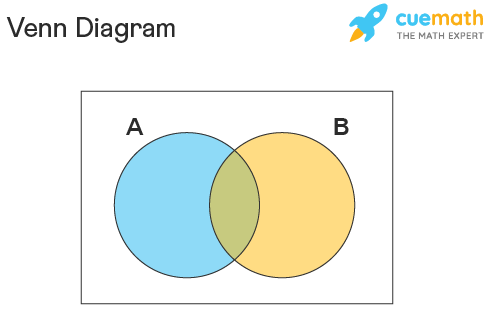 Venn Diagram
cuemath
THE MATH EXPERT
A
B